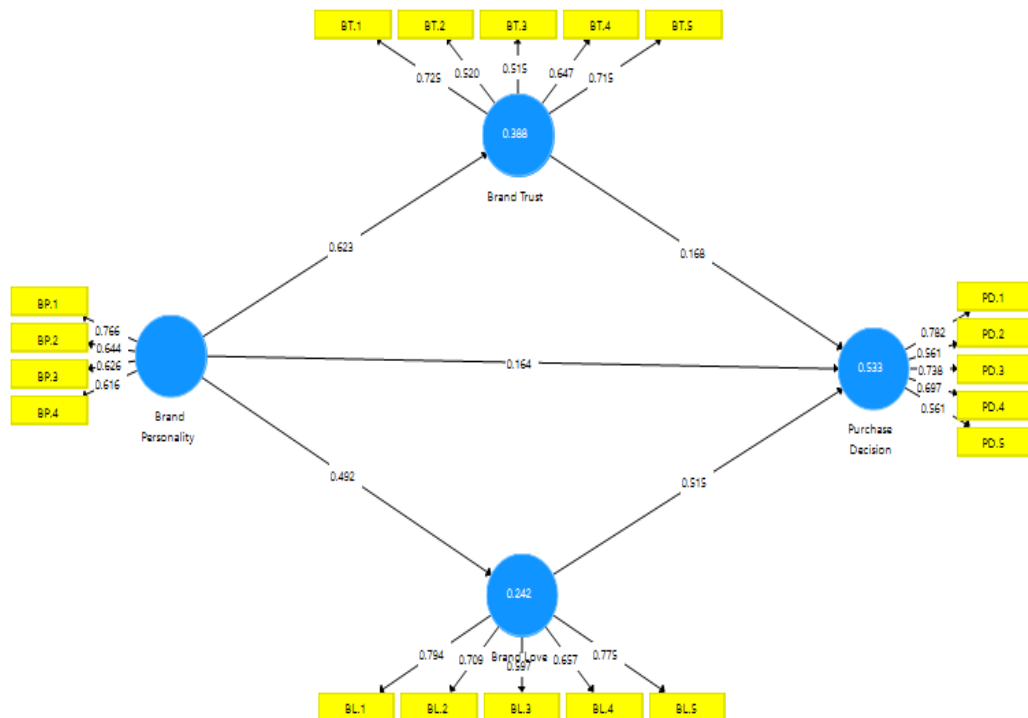 BT.1 BT.2 BT.3 BT.4 BT.5
0.725 0.520 0.515 0.647 0.715
0.388
Brand Trust
0.623
0.168
BP.1
BP.2
BP.3
BP.4
0.766
0.644
0.626
0.616
Brand
Personality
0.164
0.533
Purchase
Decision
0.782
0.561
0.738
0.697
0.561
PD.1
PD.2
PD.3
PD.4
PD.5
0.492
0.515
0.242
Brand Love
0.794 0.709 0.597 0.657 0.775
BL.1 BL.2 BL.3 BL.4 BL.5